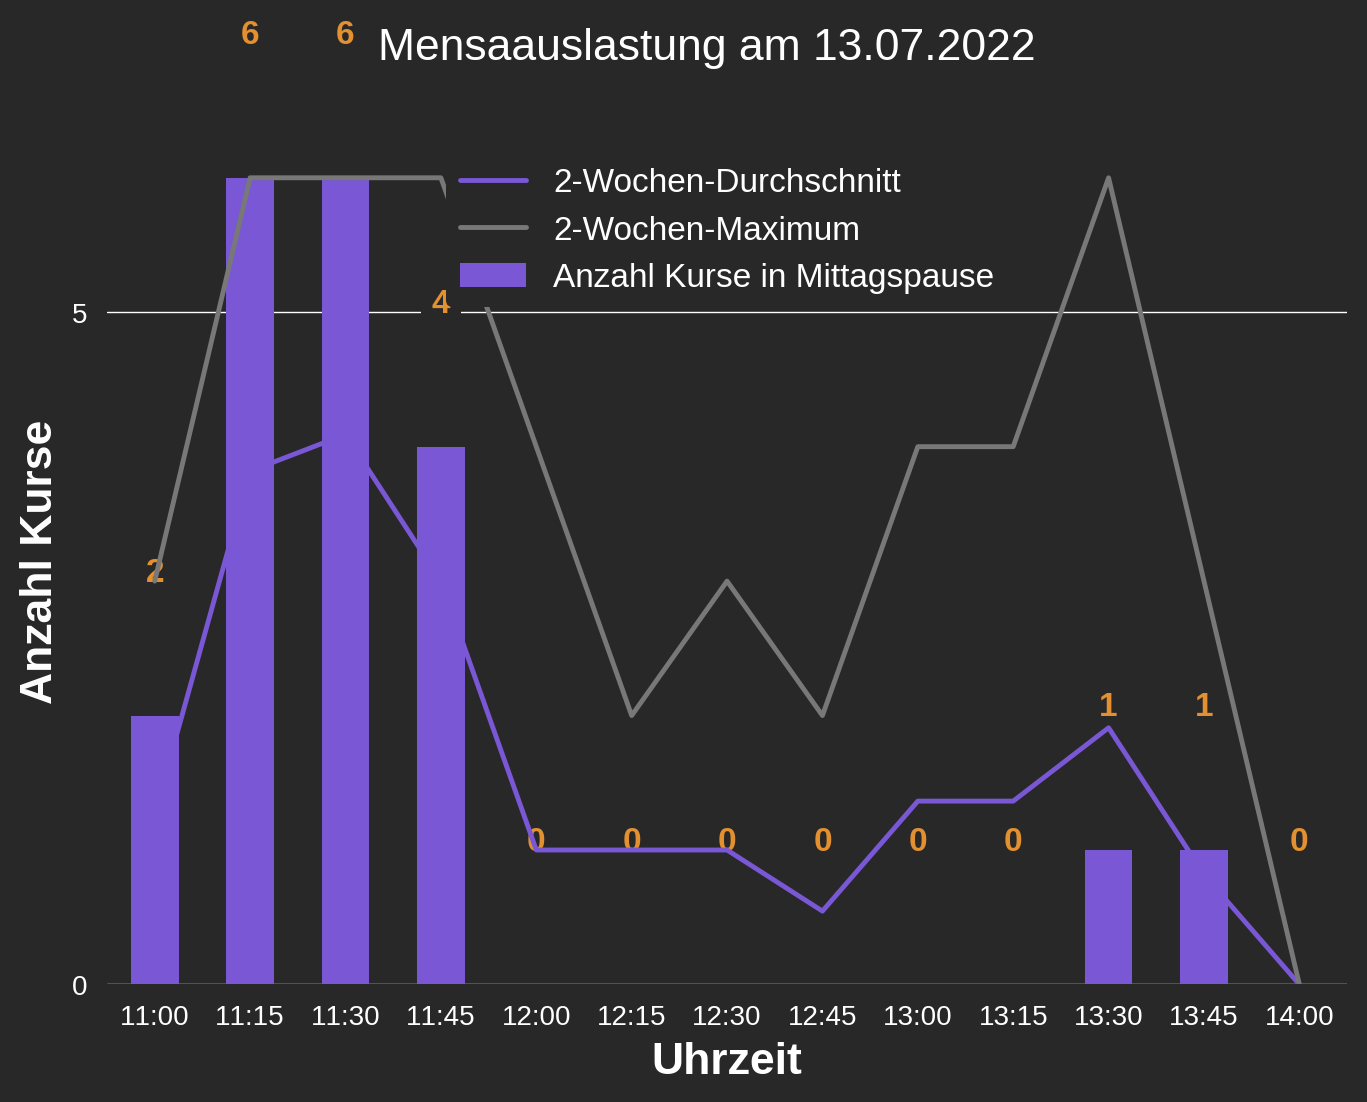 6 6 Mensaauslastung am 13.07.2022
2-Wochen-Durchschnitt
2-Wochen-Maximum
Anzahl Kurse in Mittagspause
4
5
Anzahl Kurse
2
1 1
0 0 0 0 0 0 0
0
11:00 11:15 11:30 11:45 12:00 12:15 12:30 12:45 13:00 13:15 13:30 13:45 14:00
Uhrzeit